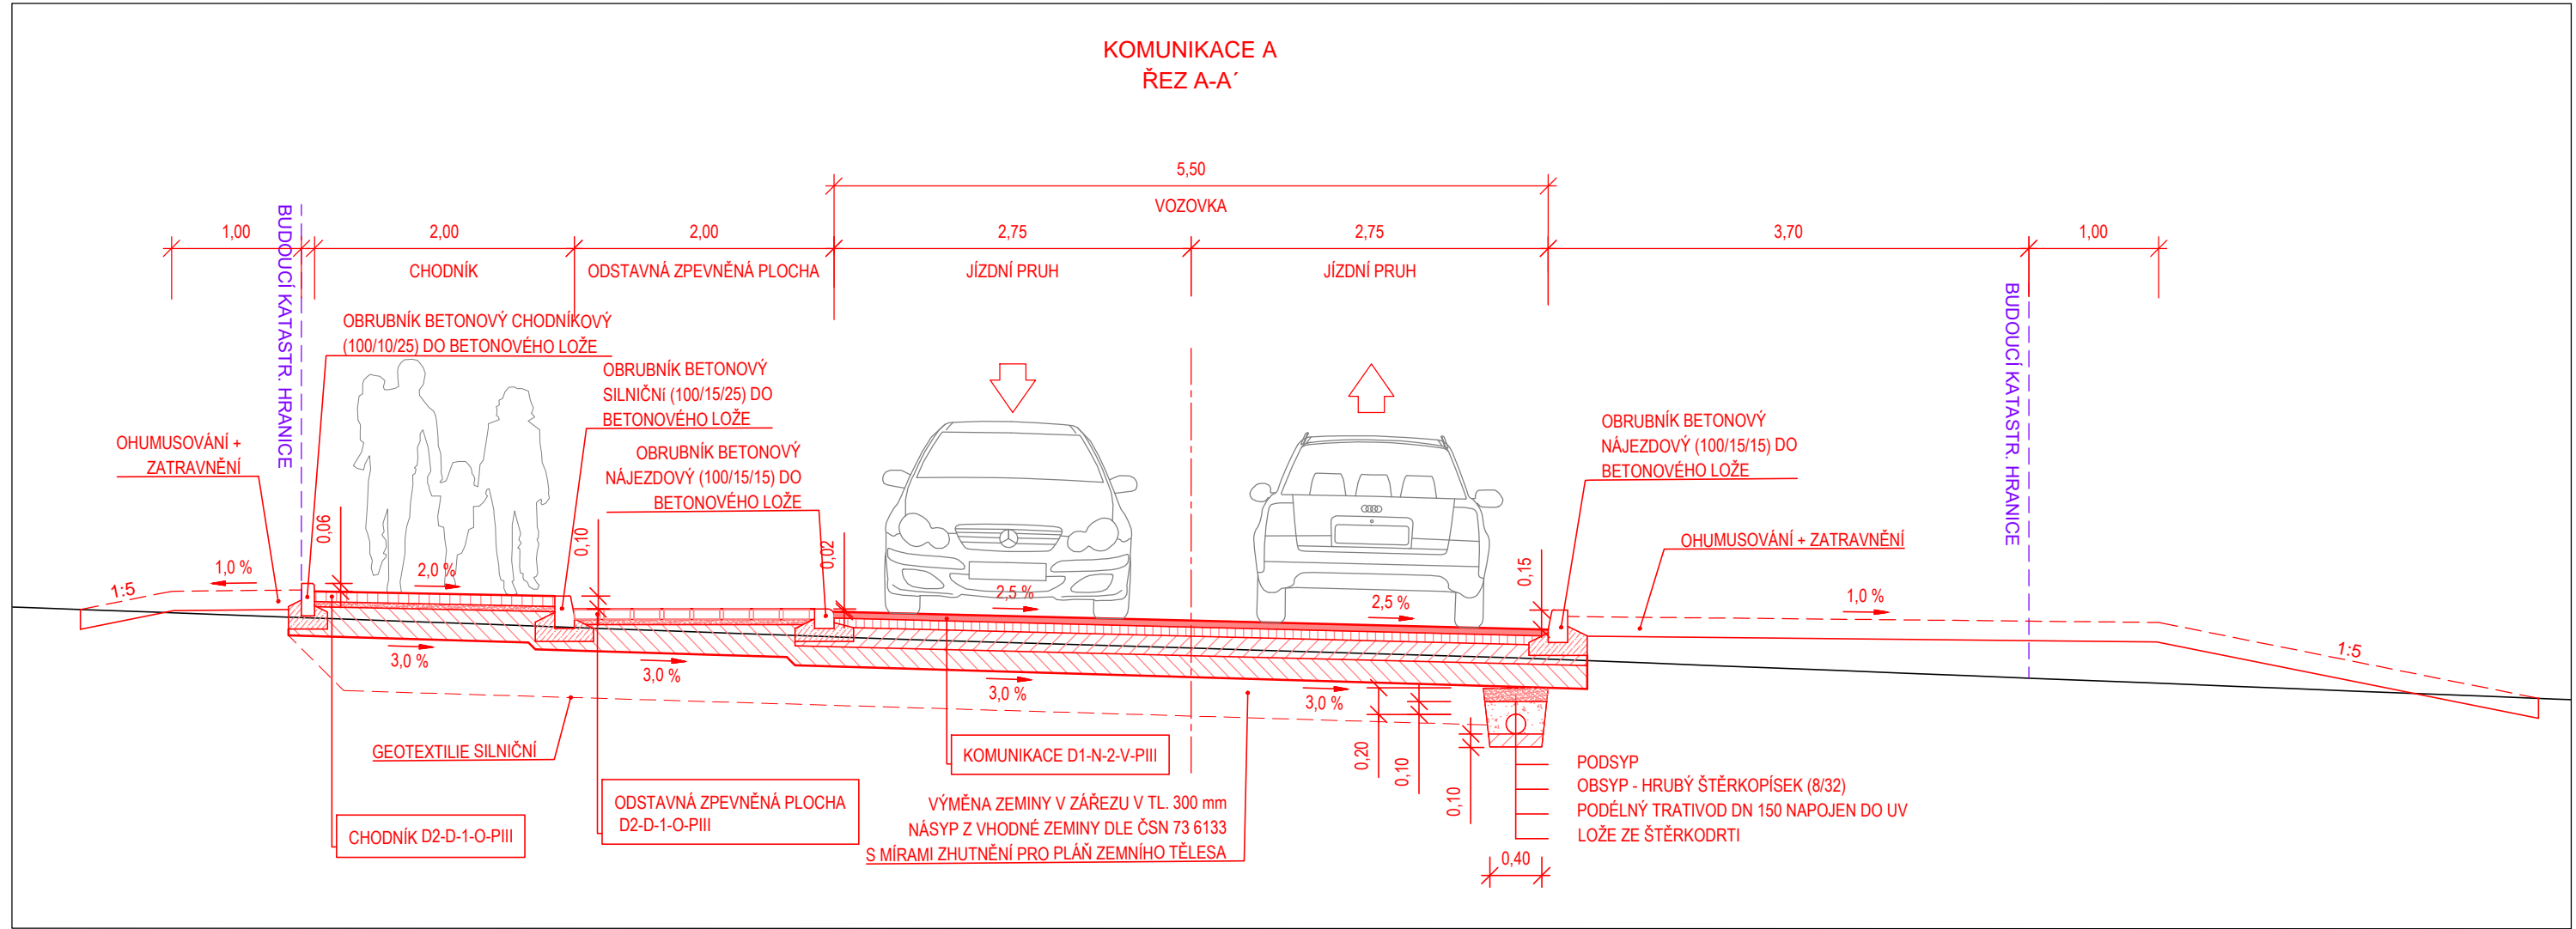 KOMUNIKACE A
ŘEZ A-A´
5,50
VOZOVKA
1,00
2,00
2,00
2,75
2,75
3,70
1,00
CHODNÍK
ODSTAVNÁ ZPEVNĚNÁ PLOCHA
JÍZDNÍ PRUH
JÍZDNÍ PRUH
BUDOUCÍ KATASTR. HRANICE
BUDOUCÍ KATASTR. HRANICE
OBRUBNÍK BETONOVÝ CHODNÍKOVÝ
(100/10/25) DO BETONOVÉHO LOŽE
OBRUBNÍK BETONOVÝ
SILNIČNÍ (100/15/25) DO
BETONOVÉHO LOŽE
OBRUBNÍK BETONOVÝ
NÁJEZDOVÝ (100/15/15) DO
BETONOVÉHO LOŽE
OBRUBNÍK BETONOVÝ
NÁJEZDOVÝ (100/15/15) DO
BETONOVÉHO LOŽE
OHUMUSOVÁNÍ +
ZATRAVNĚNÍ
OHUMUSOVÁNÍ + ZATRAVNĚNÍ
0,06
0,10
0,02
0,15
1:5
1,0 %
2,0 %
2,5 %
2,5 %
1,0 %
1:5
3,0 %
3,0 %
3,0 %
3,0 %
0,20
0,10
0,10
GEOTEXTILIE SILNIČNÍ
KOMUNIKACE D1-N-2-V-PIII
ODSTAVNÁ ZPEVNĚNÁ PLOCHA
D2-D-1-O-PIII
CHODNÍK D2-D-1-O-PIII
VÝMĚNA ZEMINY V ZÁŘEZU V TL. 300 mm
NÁSYP Z VHODNÉ ZEMINY DLE ČSN 73 6133
S MÍRAMI ZHUTNĚNÍ PRO PLÁŇ ZEMNÍHO TĚLESA
PODSYP
OBSYP - HRUBÝ ŠTĚRKOPÍSEK (8/32)
PODÉLNÝ TRATIVOD DN 150 NAPOJEN DO UV
LOŽE ZE ŠTĚRKODRTI
0,40